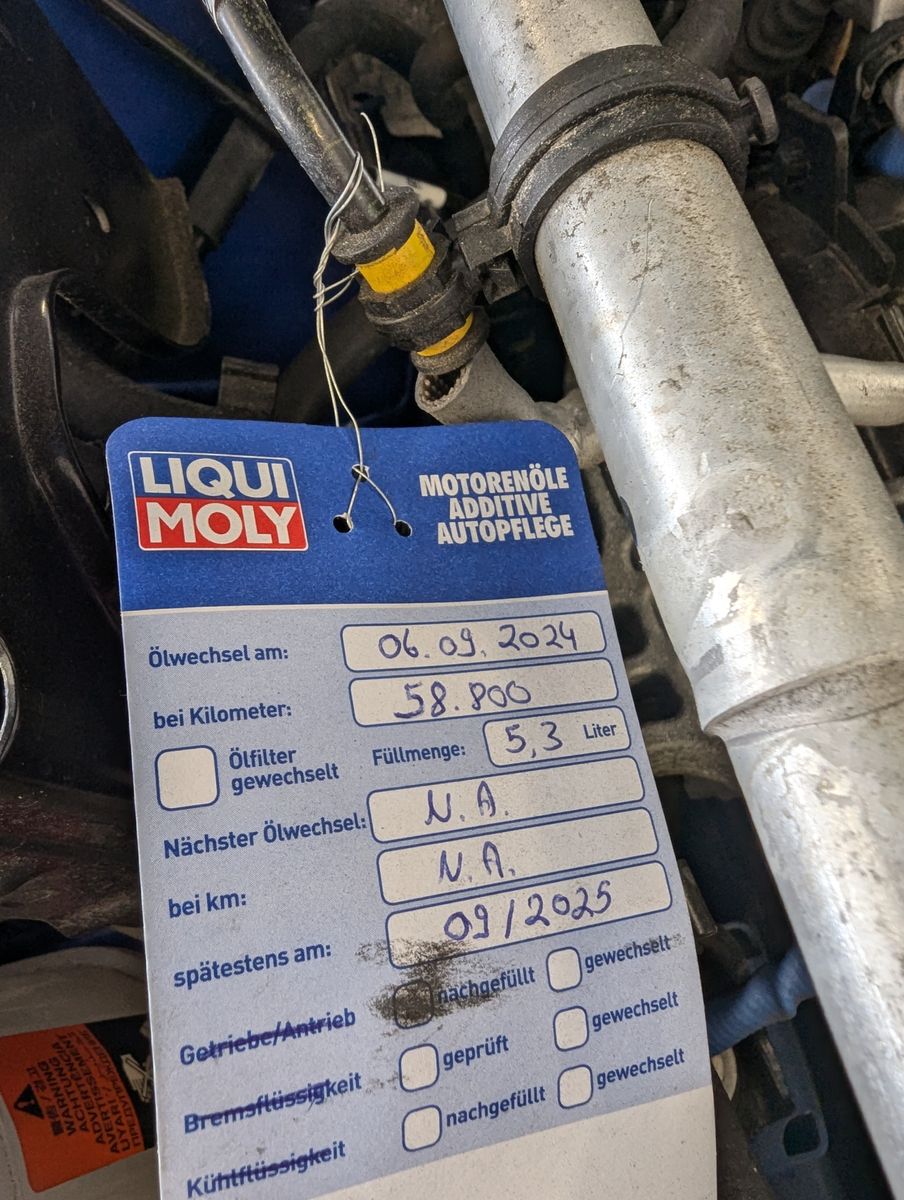 LIQUI
MOLY
MOTORENÖLE
ADDITIVE
AUTOPFLEGE
Ölwechsel am: 06.09.2024
bei Kilometer: 58.800
Ölfilter
gewechselt
Füllmenge: 5,3 Liter
Nächster Ölwechsel: N.A.
bei km: N.A.
spätestens am: 09/2025
Getriebe/Antrieb nachgefüllt gewechselt
Bremsflüssigkeit geprüft gewechselt
Kühlflüssigkeit nachgefüllt gewechselt
WARNING
ACHTUNG